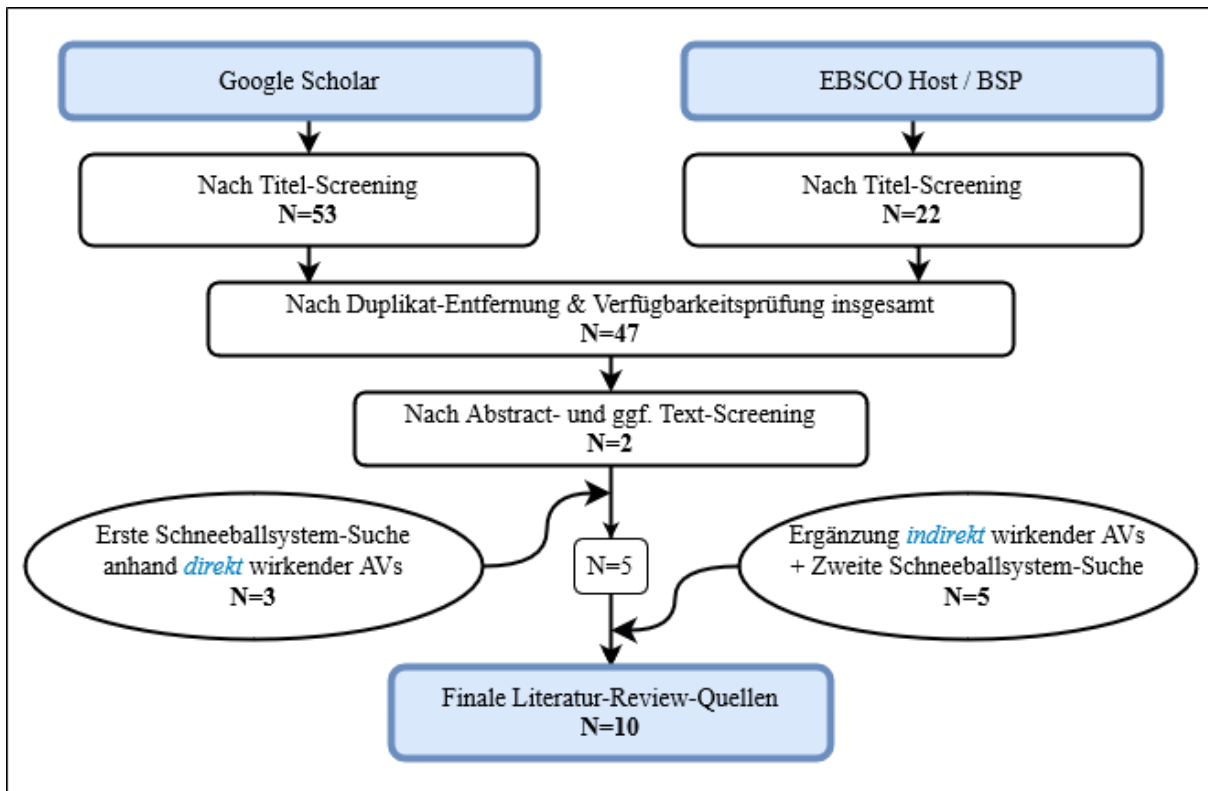 Google Scholar
EBSCO Host / BSP
Nach Titel-Screening
N=53
Nach Titel-Screening
N=22
Nach Duplikat-Entfernung & Verfügbarkeitsprüfung insgesamt
N=47
Nach Abstract- und ggf. Text-Screening
N=2
Erste Schneeballsystem-Suche
anhand direkt wirkender AVs
N=3
N=5
Ergänzung indirekt wirkender AVs
+ Zweite Schneeballsystem-Suche
N=5
Finale Literatur-Review-Quellen
N=10